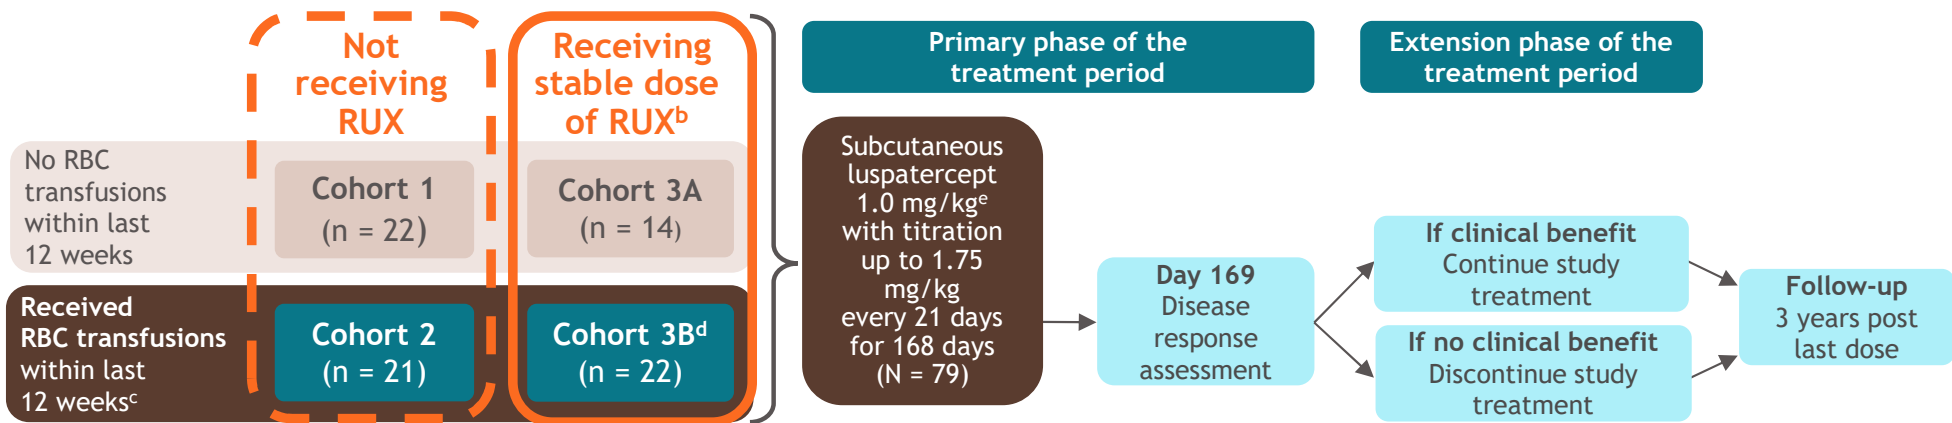 Not
receiving
RUX
Receiving
stable dose
of RUXᵇ
Primary phase of the
treatment period
Extension phase of the
treatment period
No RBC
transfusions
within last
12 weeks
Cohort 1
(n = 22)
Cohort 3A
(n = 14)
Received
RBC transfusions
within last
12 weeksᶜ
Cohort 2
(n = 21)
Cohort 3Bᵈ
(n = 22)
Subcutaneous
luspatercept
1.0 mg/kgᵉ
with titration
up to 1.75
mg/kg
every 21 days
for 168 days
(N = 79)
Day 169
Disease
response
assessment
If clinical benefit
Continue study
treatment
If no clinical benefit
Discontinue study
treatment
Follow-up
3 years post
last dose